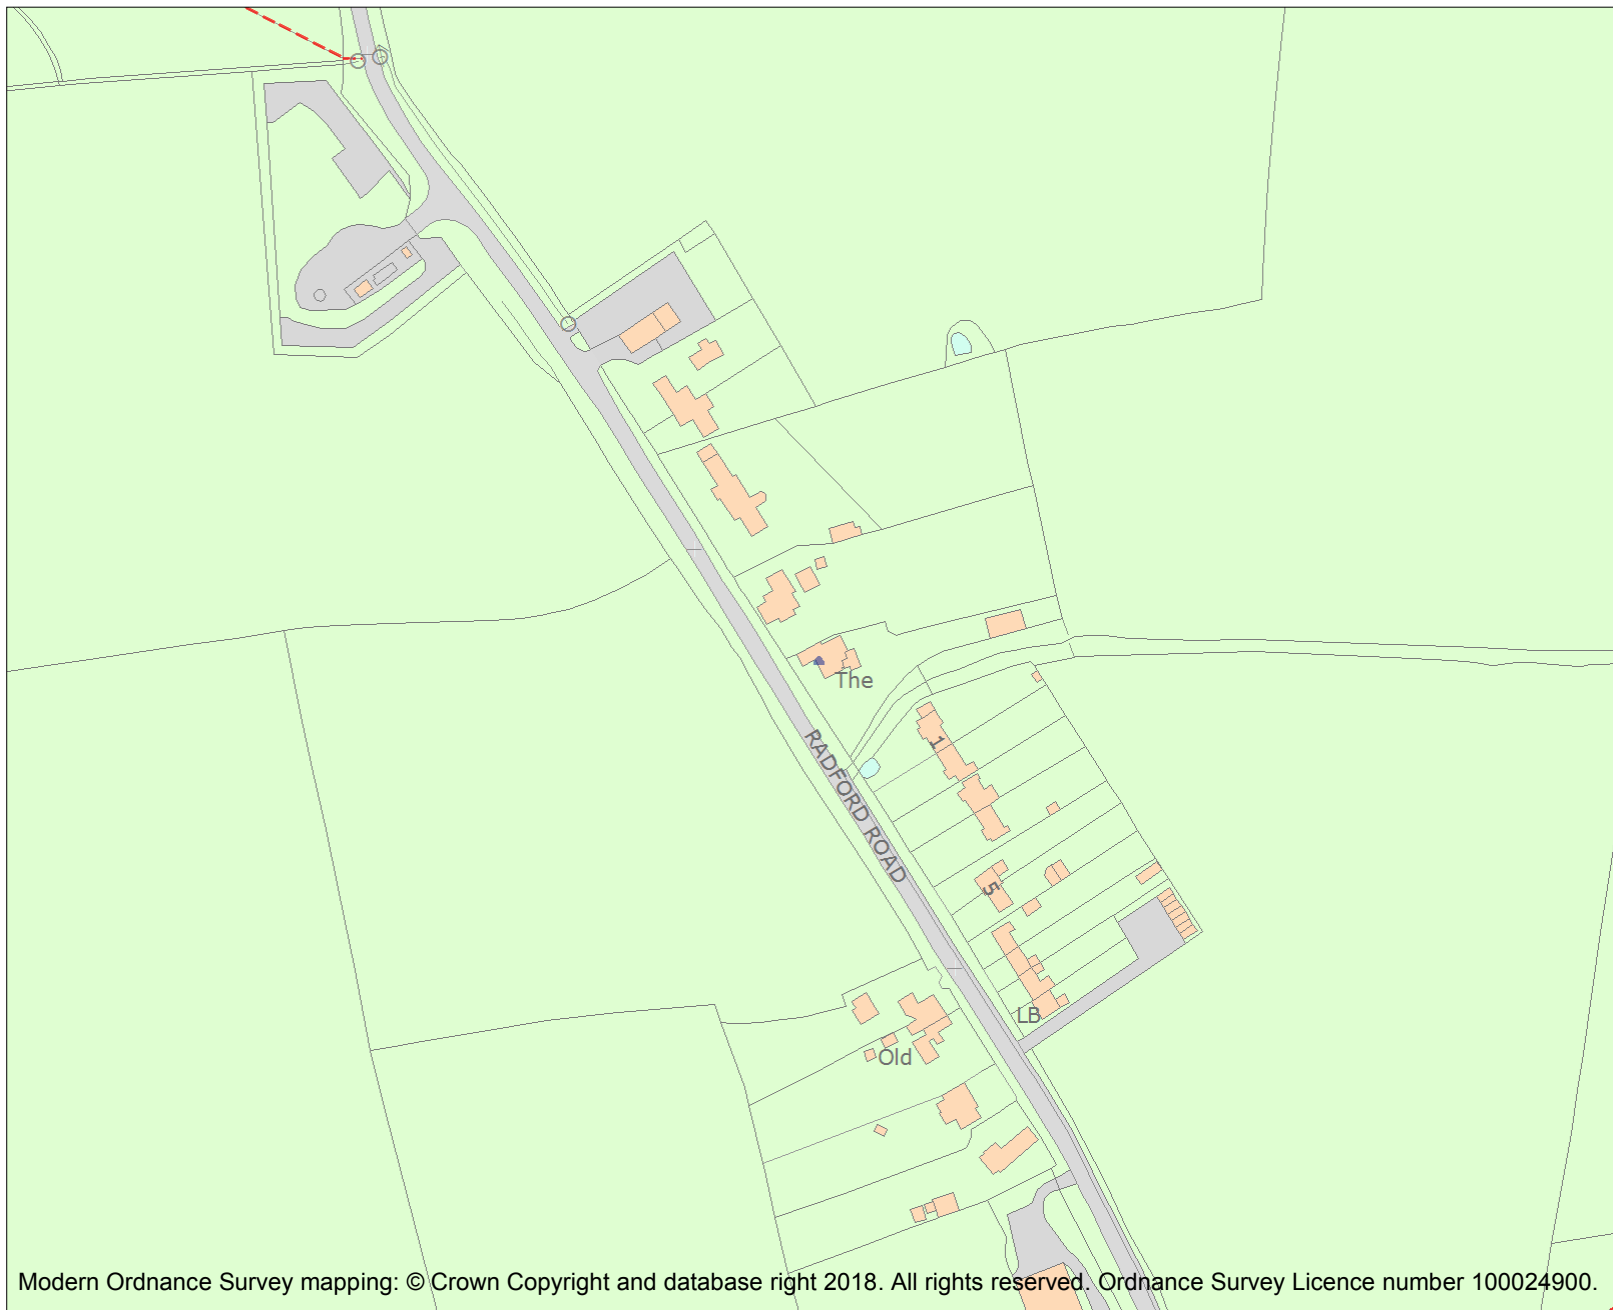 The
1
RADFORD ROAD
5
LB
Old
Modern Ordnance Survey mapping: © Crown Copyright and database right 2018. All rights reserved. Ordnance Survey Licence number 100024900.